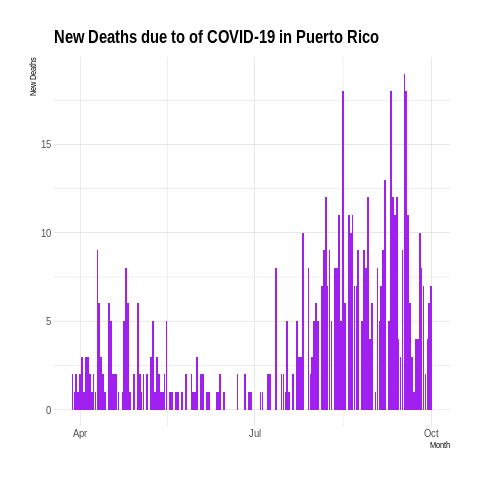 New Deaths due to of COVID-19 in Puerto Rico
New Deaths
15
10
5
0
Apr
Jul
Oct
Month